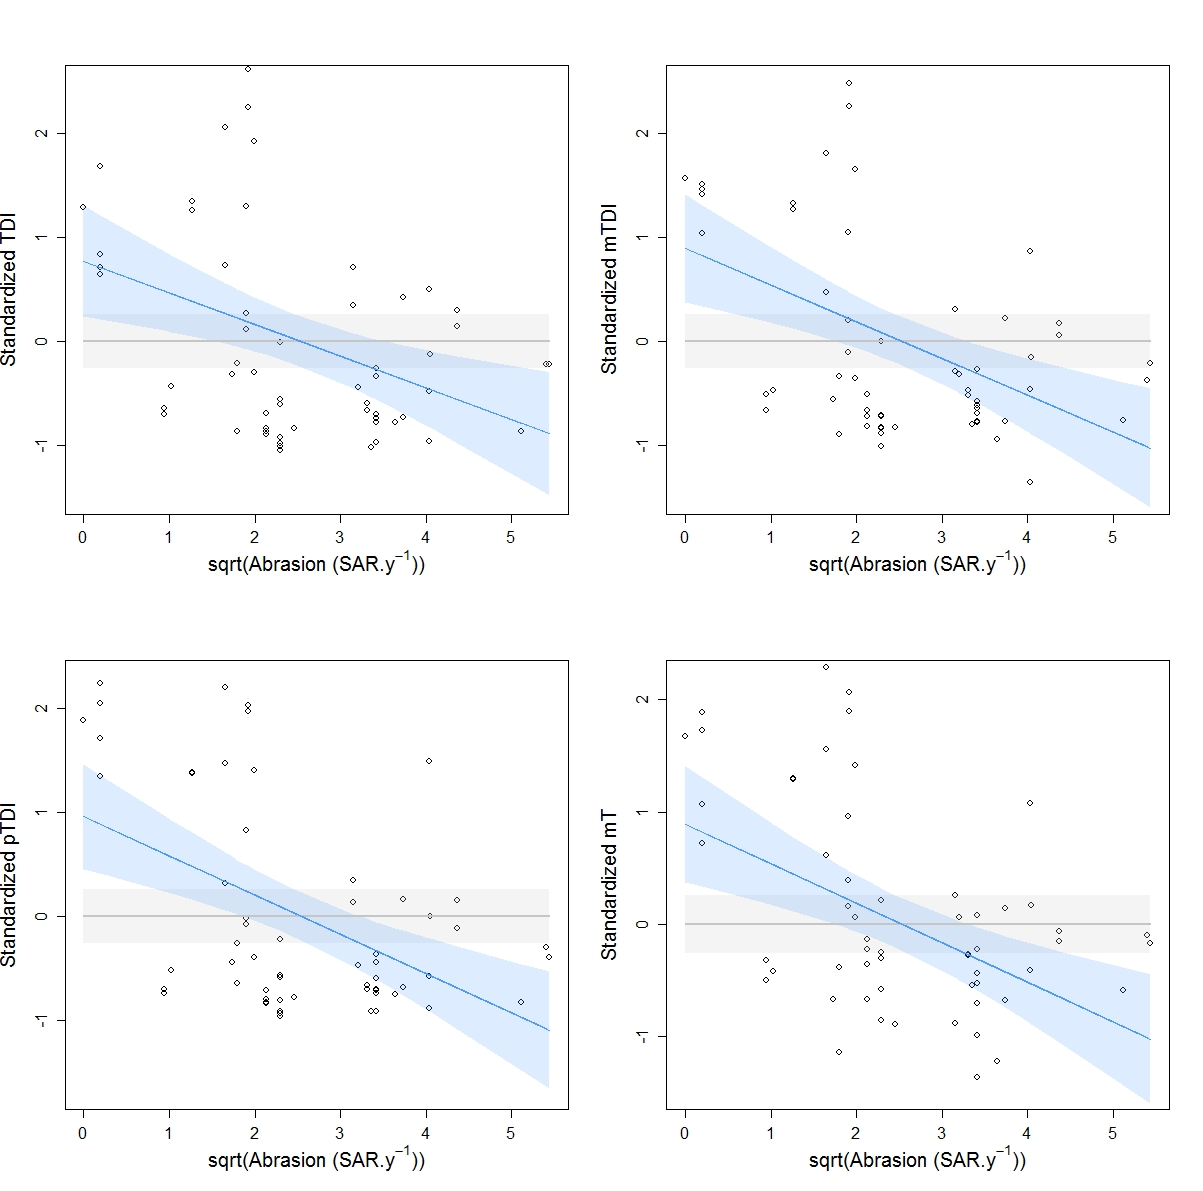 Standardized TDI
2
1
0
-1
0 1 2 3 4 5
sqrt(Abrasion (SAR.y−1))
Standardized mTDI
2
1
0
-1
0 1 2 3 4 5
sqrt(Abrasion (SAR.y−1))
Standardized pTDI
2
1
0
-1
0 1 2 3 4 5
sqrt(Abrasion (SAR.y−1))
Standardized mT
2
1
0
-1
0 1 2 3 4 5
sqrt(Abrasion (SAR.y−1))